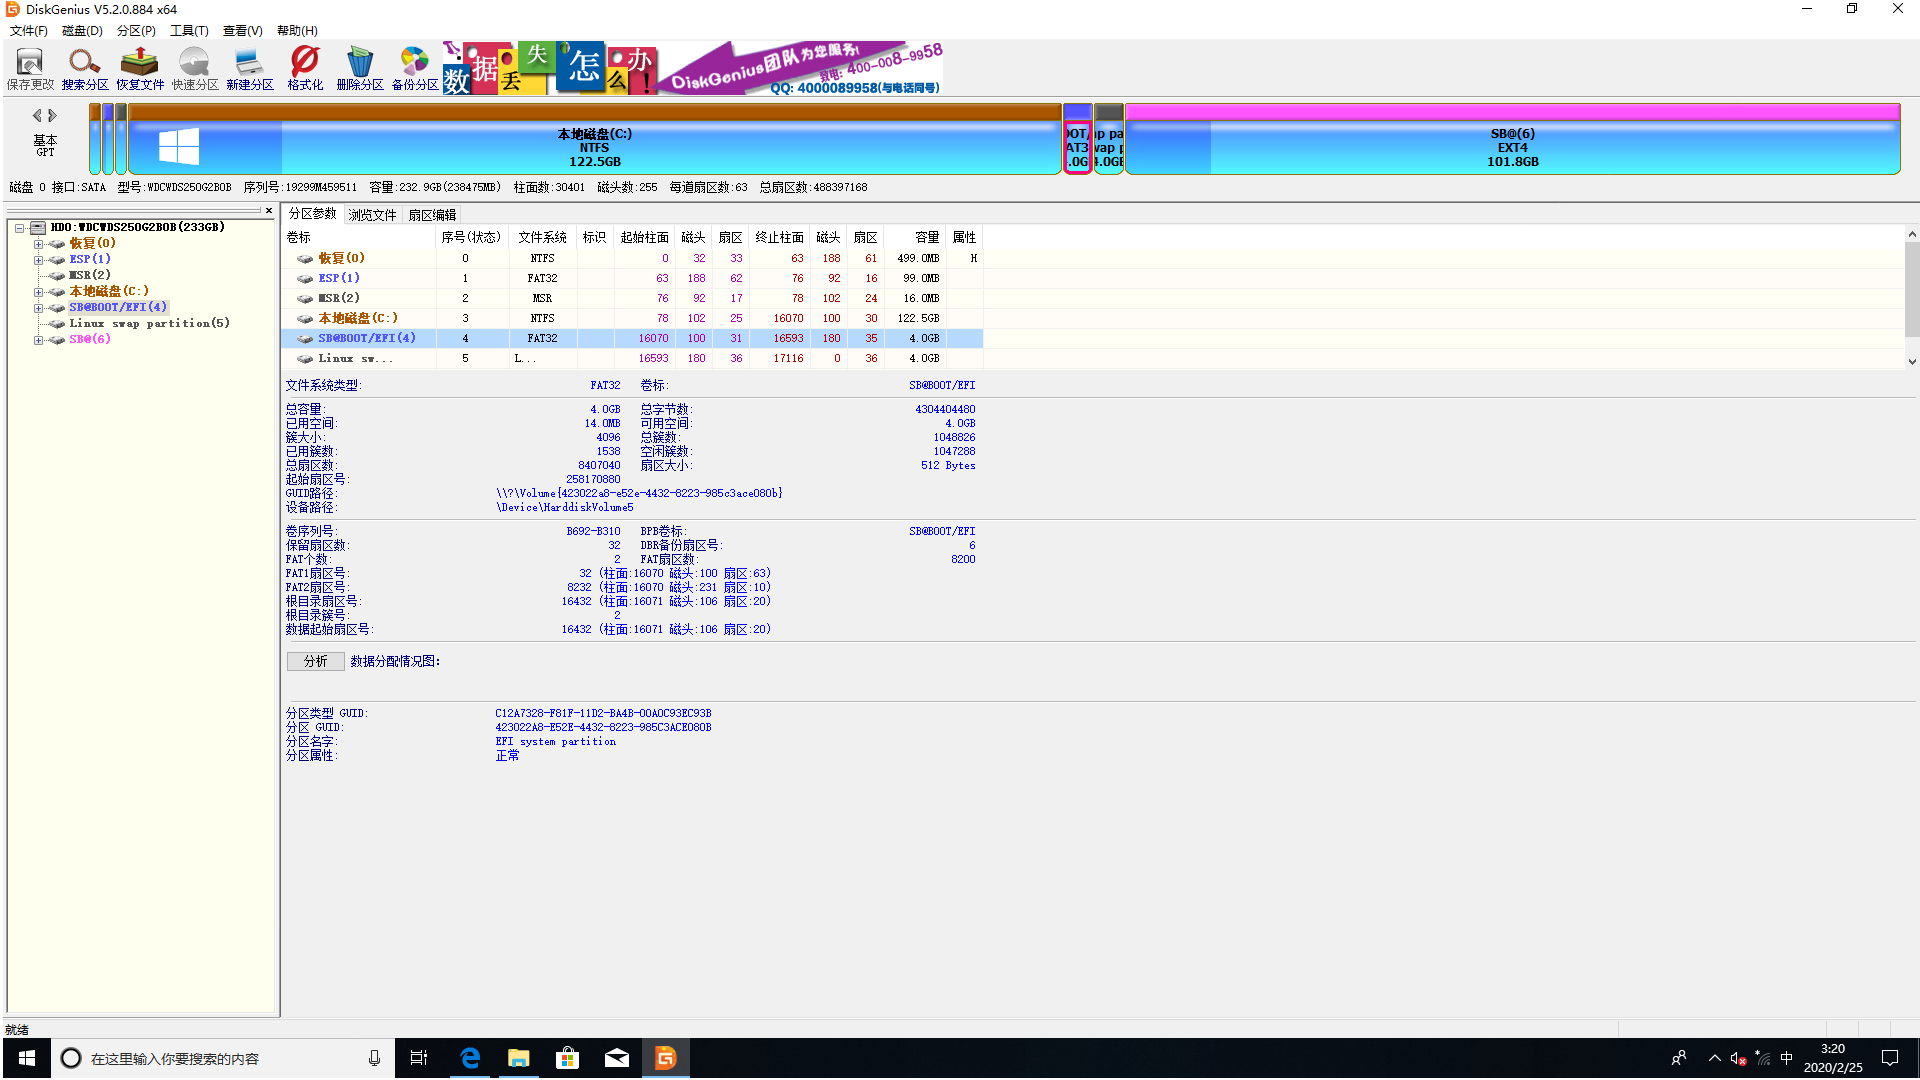 DiskGenius V5.2.0.884 x64
文件(F) 磁盘(D) 分区(P) 工具(T) 查看(V) 帮助(H)
保存更改 搜索分区 恢复文件 快速分区 新建分区 格式化 删除分区 备份分区
数据丢失怎么办!
DiskGenius团队为您服务!
致电: 400-008-9958
QQ: 4000089958(与电话同号)
基本
GPT
本地磁盘(C:)
NTFS
122.5GB
SB@(6)
EXT4
101.8GB
磁盘 0 接口:SATA 型号:WDCWDS250G2B0B 序列号:19299M459511 容量:232.9GB(238475MB) 柱面数:30401 磁头数:255 每道扇区数:63 总扇区数:488397168
HD0:WDCWDS250G2B0B(233GB)
恢复(0)
ESP(1)
MSR(2)
本地磁盘(C:)
SB@BOOT/EFI(4)
Linux swap partition(5)
SB@(6)
分区参数 浏览文件 扇区编辑
卷标 序号(状态) 文件系统 标识 起始柱面 磁头 扇区 终止柱面 磁头 扇区 容量 属性
恢复(0) 0 NTFS 0 32 33 63 188 61 499.0MB H
ESP(1) 1 FAT32 63 188 62 76 92 16 99.0MB
MSR(2) 2 MSR 76 92 17 78 102 24 16.0MB
本地磁盘(C:) 3 NTFS 78 102 25 16070 100 30 122.5GB
SB@BOOT/EFI(4) 4 FAT32 16070 100 31 16593 180 35 4.0GB
Linux sw... 5 L... 16593 180 36 17116 0 36 4.0GB
文件系统类型: FAT32 卷标: SB@BOOT/EFI
总容量: 4.0GB 总字节数: 4304404480
已用空间: 14.0MB 可用空间: 4.0GB
簇大小: 4096 总簇数: 1048826
已用簇数: 1538 空闲簇数: 1047288
总扇区数: 8407040 扇区大小: 512 Bytes
起始扇区号: 258170880
GUID路径: \\?\Volume{423022a8-e52e-4432-8223-985c3ace080b}
设备路径: \Device\HarddiskVolume5
卷序列号: B692-B310 BPB卷标: SB@BOOT/EFI
保留扇区数: 32 DBR备份扇区号: 6
FAT个数: 2 FAT扇区数: 8200
FAT1扇区号: 32 (柱面:16070 磁头:100 扇区:63)
FAT2扇区号: 8232 (柱面:16070 磁头:231 扇区:10)
根目录扇区号: 16432 (柱面:16071 磁头:106 扇区:20)
根目录簇号: 2
数据起始扇区号: 16432 (柱面:16071 磁头:106 扇区:20)
分析 数据分配情况图:
分区类型 GUID: C12A7328-F81F-11D2-BA4B-00A0C93EC93B
分区 GUID: 423022A8-E52E-4432-8223-985C3ACE080B
分区名字: EFI system partition
分区属性: 正常
就绪
在这里输入你要搜索的内容
中
3:20
2020/2/25